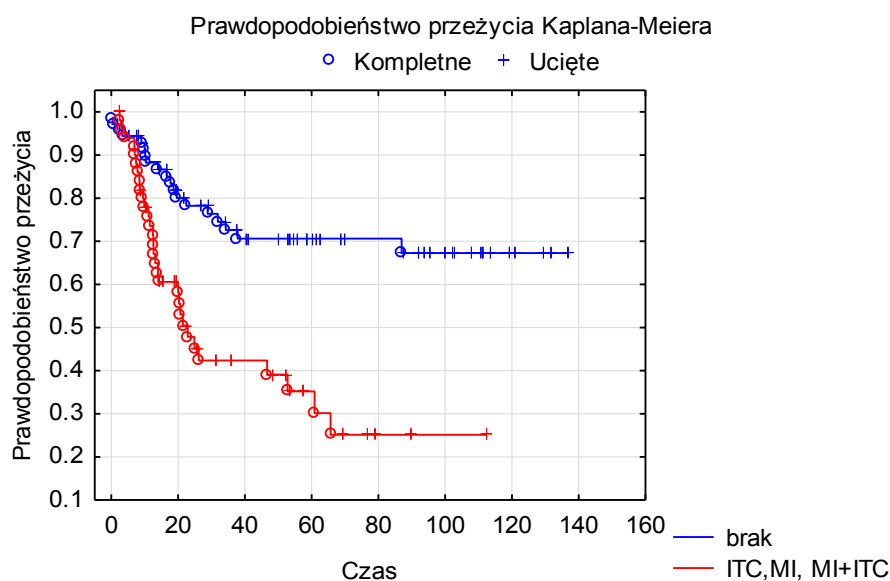 Prawdopodobieństwo przeżycia Kaplana-Meiera
Kompletne Ucięte
Prawdopodobieństwo przeżycia
1.0
0.9
0.8
0.7
0.6
0.5
0.4
0.3
0.2
0.1
0 20 40 60 80 100 120 140 160
Czas
brak
ITC,MI, MI+ITC